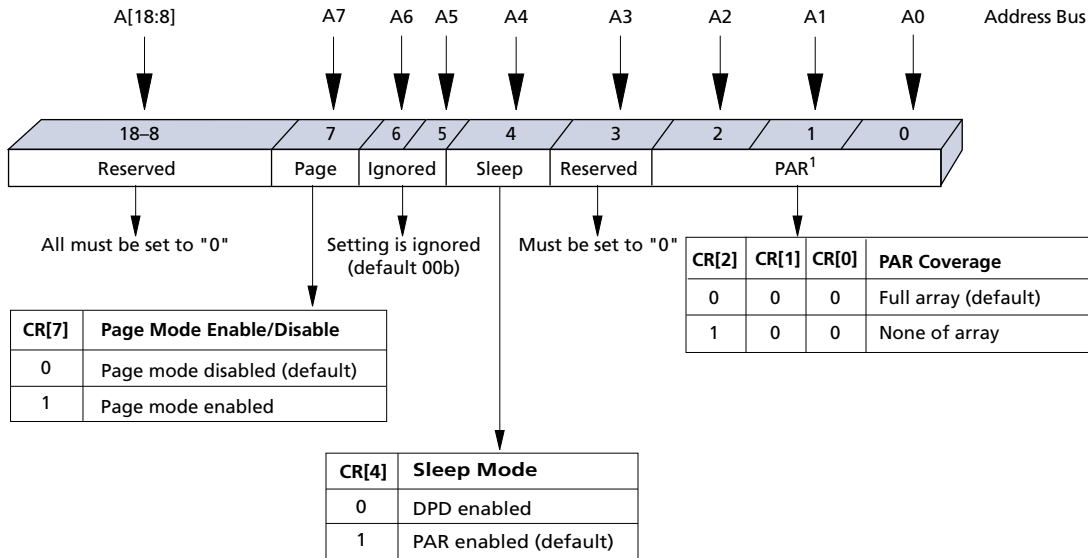 A[18:8] A7 A6 A5 A4 A3 A2 A1 A0 Address Bus
18–8 7 6 5 4 3 2 1 0
Reserved Page Ignored Sleep Reserved PAR1
All must be set to "0" Setting is ignored Must be set to "0"
(default 00b)
CR[2] CR[1] CR[0] PAR Coverage
0 0 0 Full array (default)
1 0 0 None of array
CR[7] Page Mode Enable/Disable
0 Page mode disabled (default)
1 Page mode enabled
CR[4] Sleep Mode
0 DPD enabled
1 PAR enabled (default)